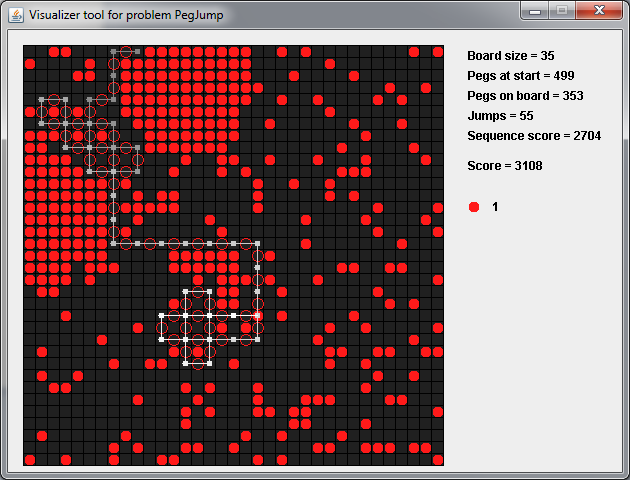 Visualizer tool for problem PegJump
Board size = 35
Pegs at start = 499
Pegs on board = 353
Jumps = 55
Sequence score = 2704
Score = 3108
1